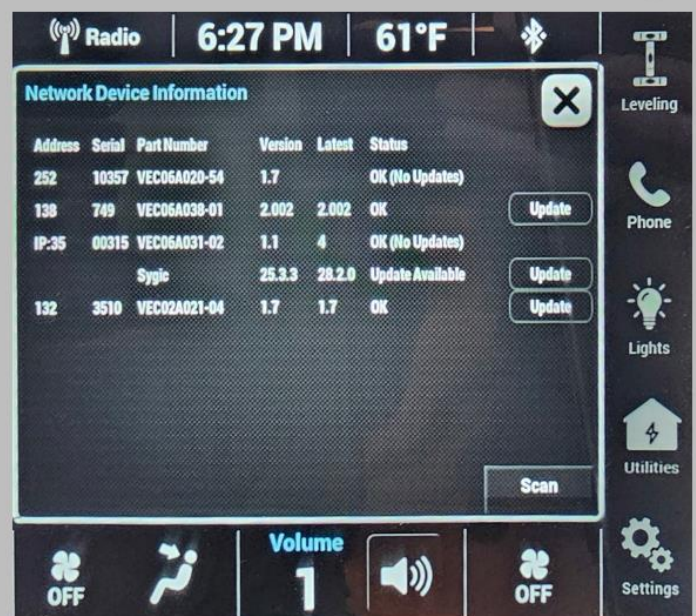 Radio 6:27 PM 61°F
Network Device Information
Leveling
Address Serial Part Number Version Latest Status
252 10357 VEC06A020-54 1.7 OK (No Updates)
138 749 VEC06A038-01 2.002 2.002 OK Update
Phone
IP:35 00315 VEC06A031-02 1.1 4 OK (No Updates)
Sygic 25.3.3 28.2.0 Update Available Update
132 3510 VEC02A021-04 1.7 1.7 OK Update
Lights
Utilities
Scan
Volume
OFF 1 OFF
Settings